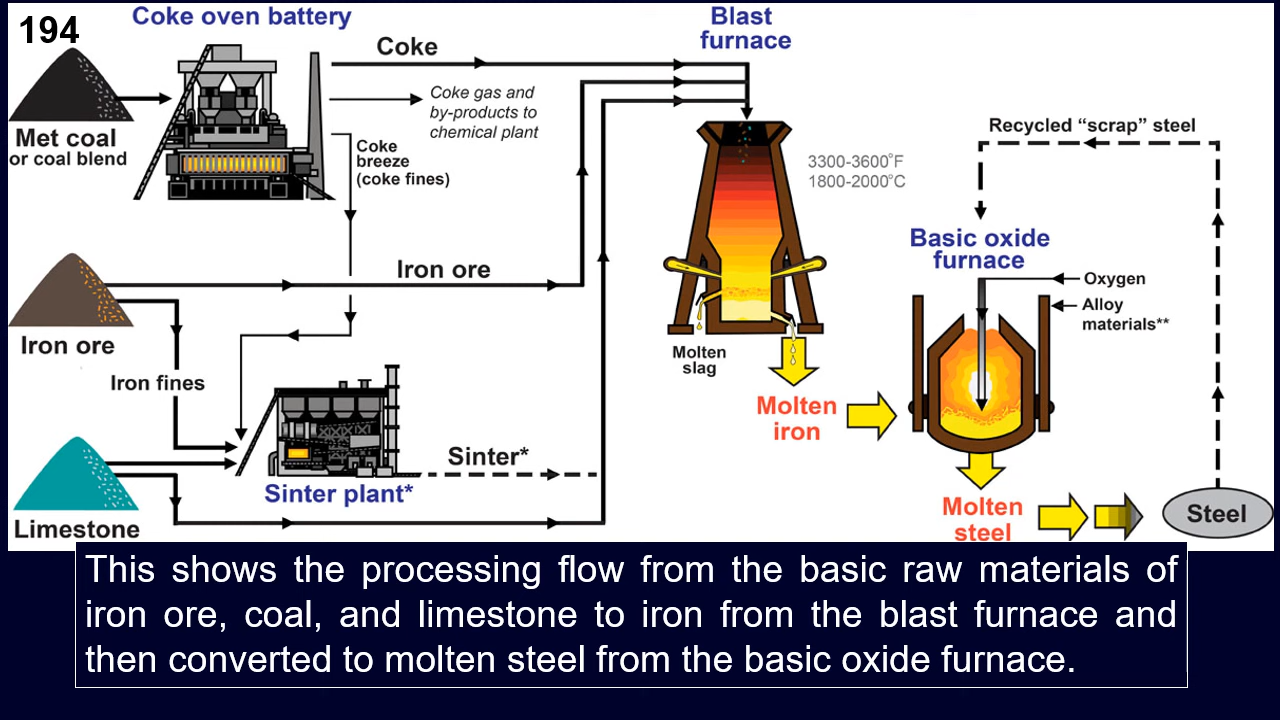 194
Coke oven battery
Blast
furnace
Coke
Coke gas and
by-products to
chemical plant
Met coal
or coal blend
Coke
breeze
(coke fines)
Recycled “scrap” steel
3300-3600°F
1800-2000°C
Basic oxide
furnace
Oxygen
Alloy
materials**
Iron ore
Iron ore
Iron fines
Molten
slag
Molten
iron
Sinter*
Sinter plant*
Limestone
Molten
steel
Steel
This shows the processing flow from the basic raw materials of
iron ore, coal, and limestone to iron from the blast furnace and
then converted to molten steel from the basic oxide furnace.